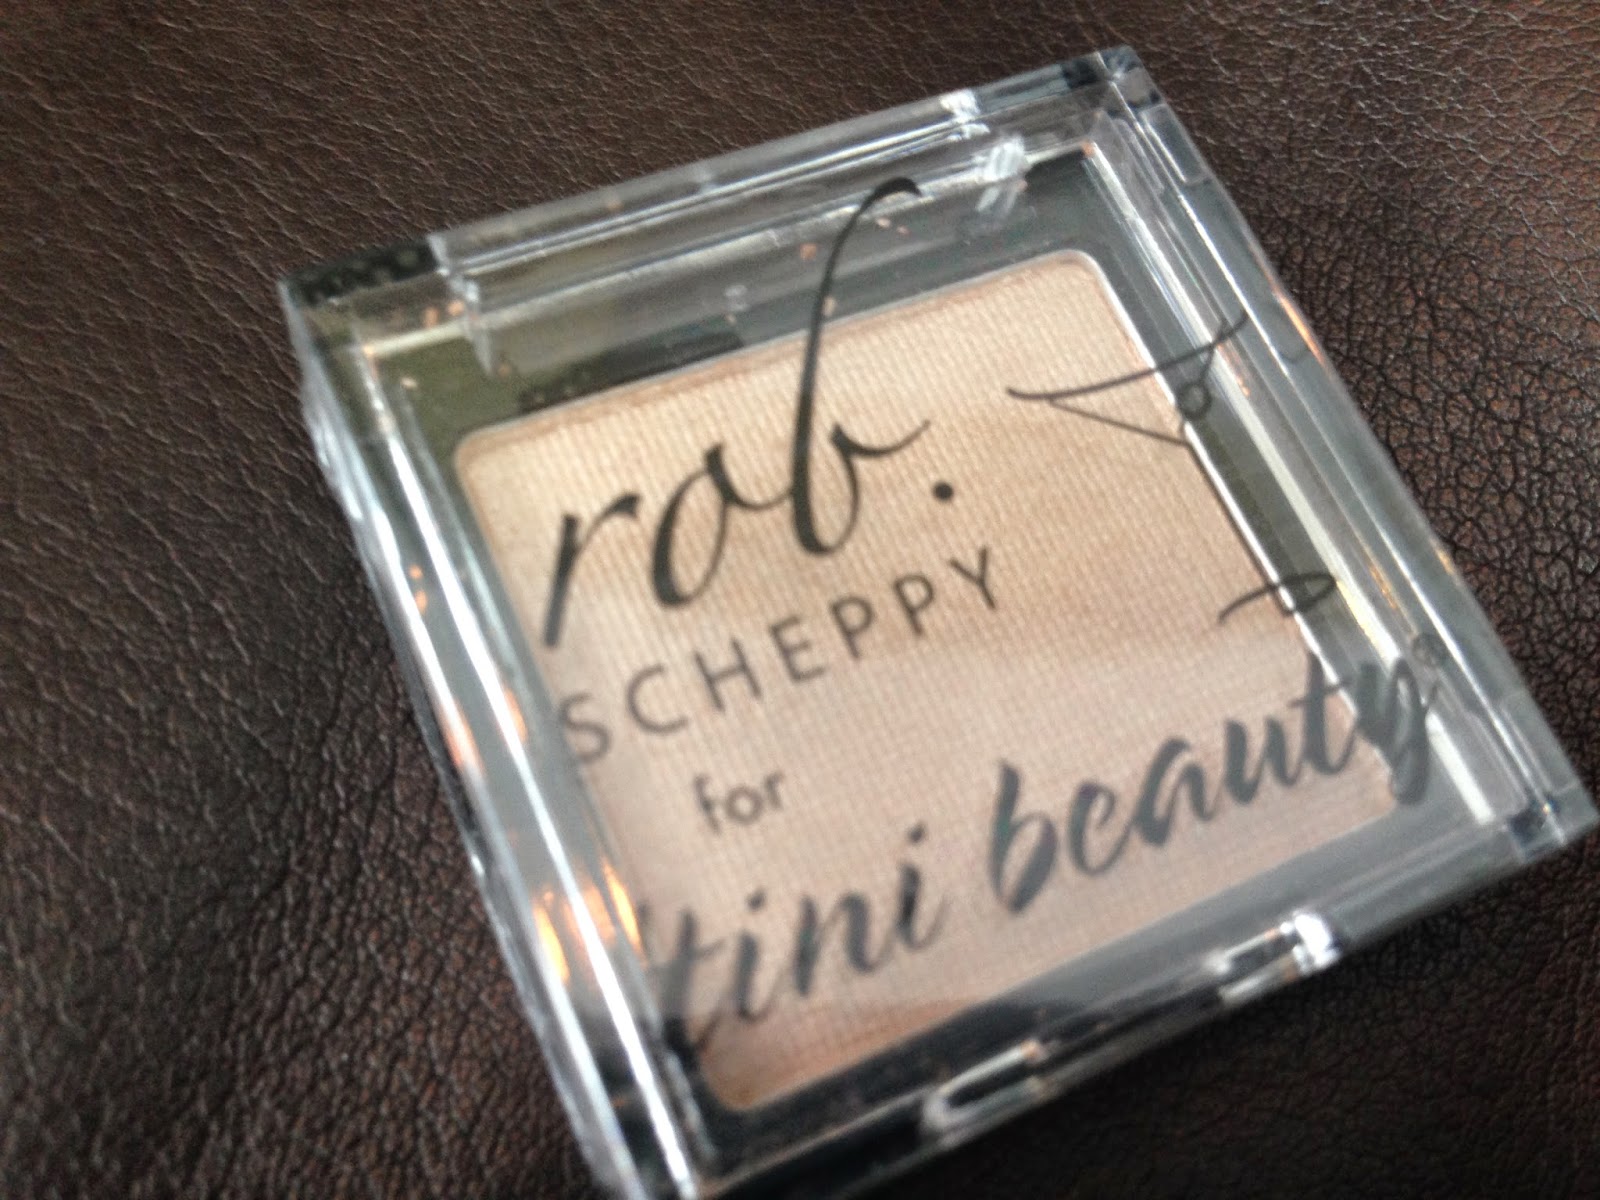 rob.
SCHEPPY
for
'tini beauty®